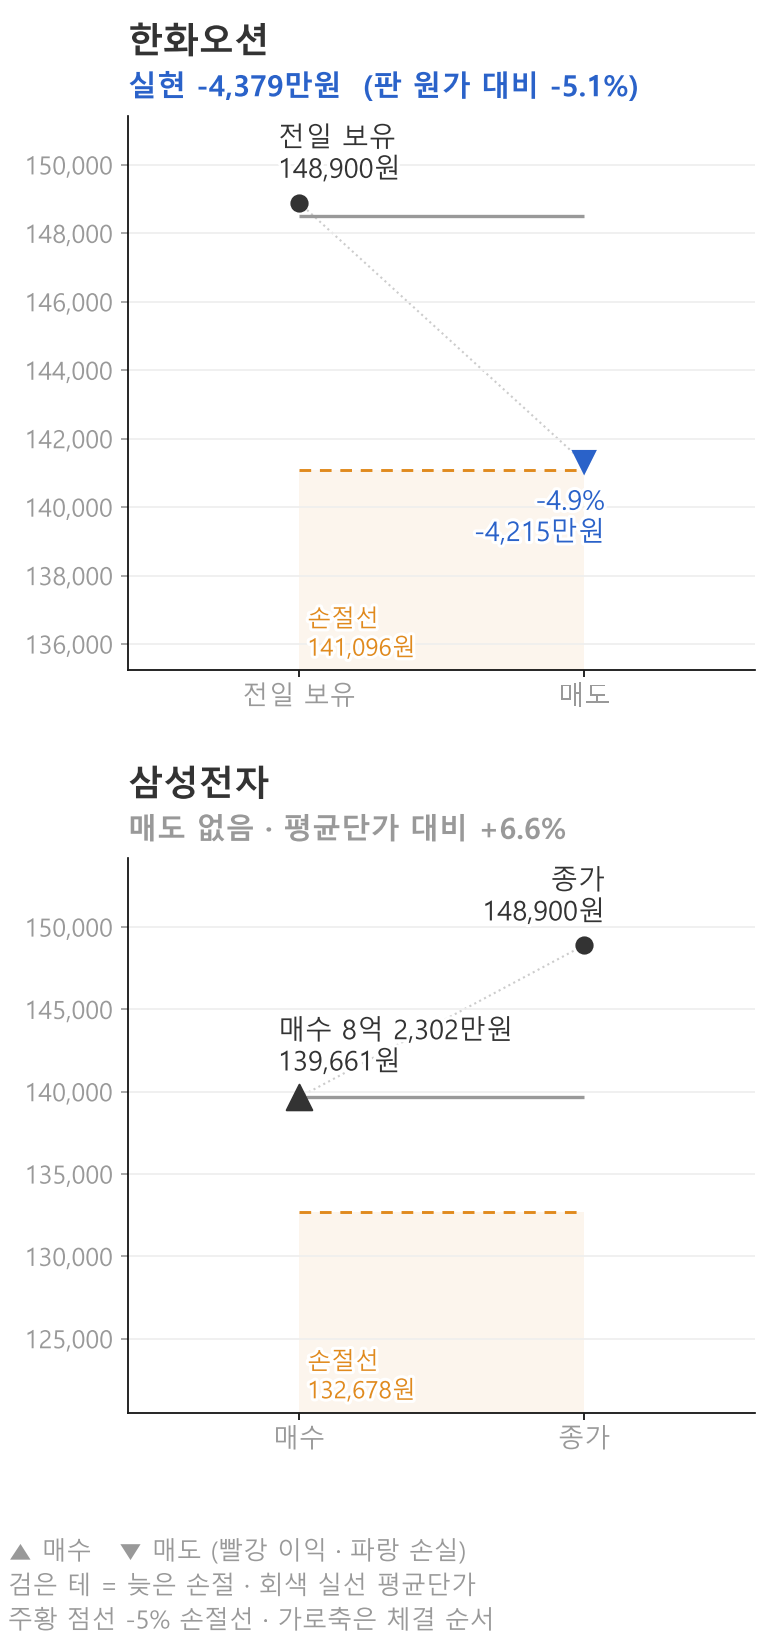 한화오션
실현 -4,379만원 (판 원가 대비 -5.1%)
전일 보유
148,900원
150,000
148,000
146,000
144,000
142,000
140,000
138,000
136,000
-4.9%
-4,215만원
손절선
141,096원
전일 보유 매도
삼성전자
매도 없음 · 평균단가 대비 +6.6%
종가
148,900원
150,000
145,000
매수 8억 2,302만원
139,661원
140,000
135,000
130,000
125,000
손절선
132,678원
매수 종가
▲ 매수 ▼ 매도 (빨강 이익 · 파랑 손실)
검은 테 = 늦은 손절 · 회색 실선 평균단가
주황 점선 -5% 손절선 · 가로축은 체결 순서